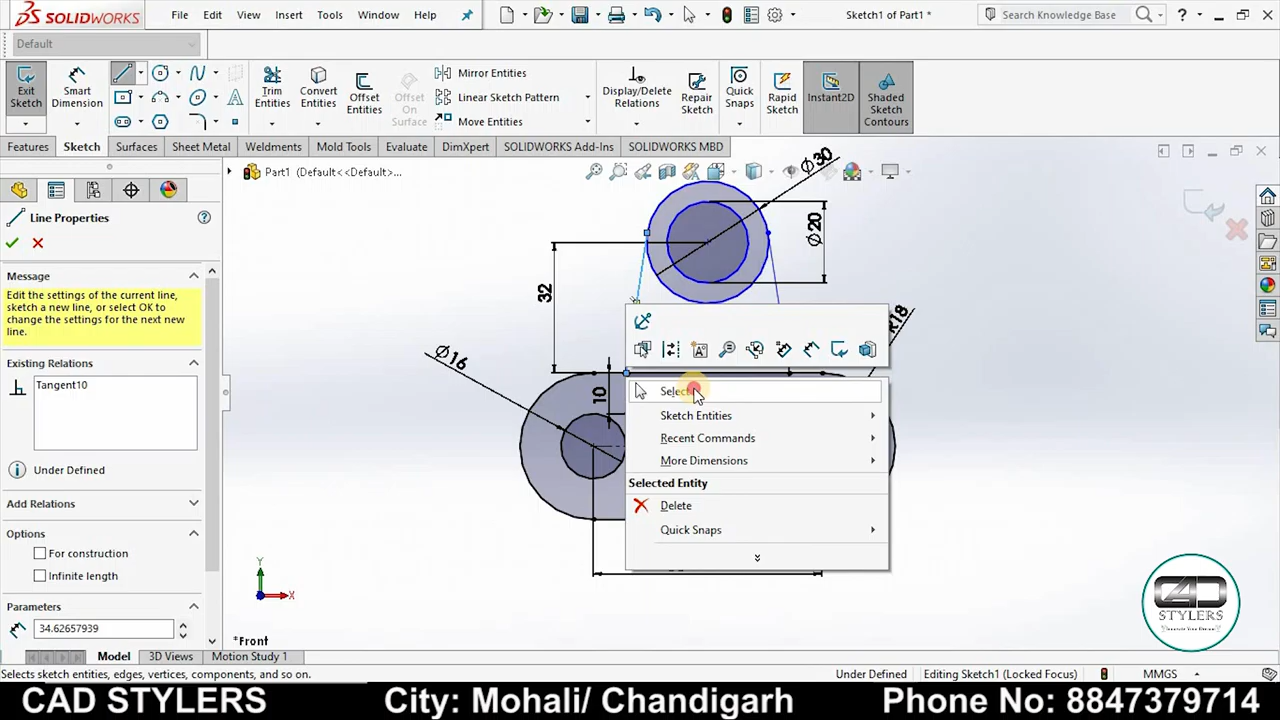 SOLIDWORKS
File Edit View Insert Tools Window Help
Sketch1 of Part1 *
Search Knowledge Base
?
Default
Exit Sketch
Smart Dimension
Trim Entities
Convert Entities
Offset Entities
Offset On Surface
Mirror Entities
Linear Sketch Pattern
Move Entities
Display/Delete Relations
Repair Sketch
Quick Snaps
Rapid Sketch
Instant2D
Shaded Sketch Contours
Features Sketch Surfaces Sheet Metal Weldments Mold Tools Evaluate DimXpert SOLIDWORKS Add-Ins SOLIDWORKS MBD
Part1 (Default<<Default>...
Line Properties
Message
Edit the settings of the current line, sketch a new line, or select OK to change the settings for the next new line.
Existing Relations
Tangent10
Under Defined
Add Relations
Options
For construction
Infinite length
Parameters
34.62657939
Ø30
Ø20
32
R18
Ø16
10
Select
Sketch Entities
Recent Commands
More Dimensions
Selected Entity
Delete
Quick Snaps
Y
X
*Front
CAD
STYLERS
Model 3D Views Motion Study 1
Selects sketch entities, edges, vertices, components, and so on.
Under Defined Editing Sketch1 (Locked Focus) MMGS
CAD STYLERS City: Mohali/ Chandigarh Phone No: 8847379714